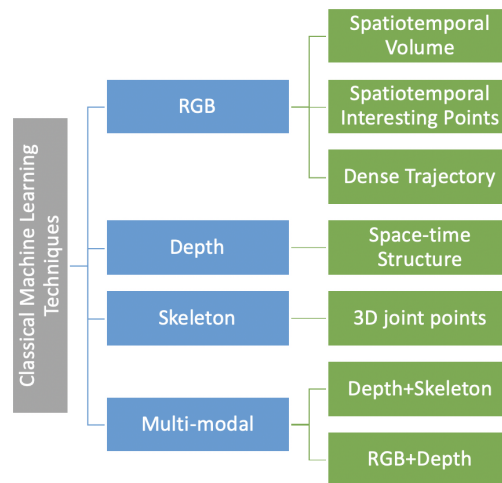 Classical Machine Learning
Techniques
RGB
Spatiotemporal
Volume
Spatiotemporal
Interesting Points
Dense Trajectory
Depth
Space-time
Structure
Skeleton
3D joint points
Multi-modal
Depth+Skeleton
RGB+Depth